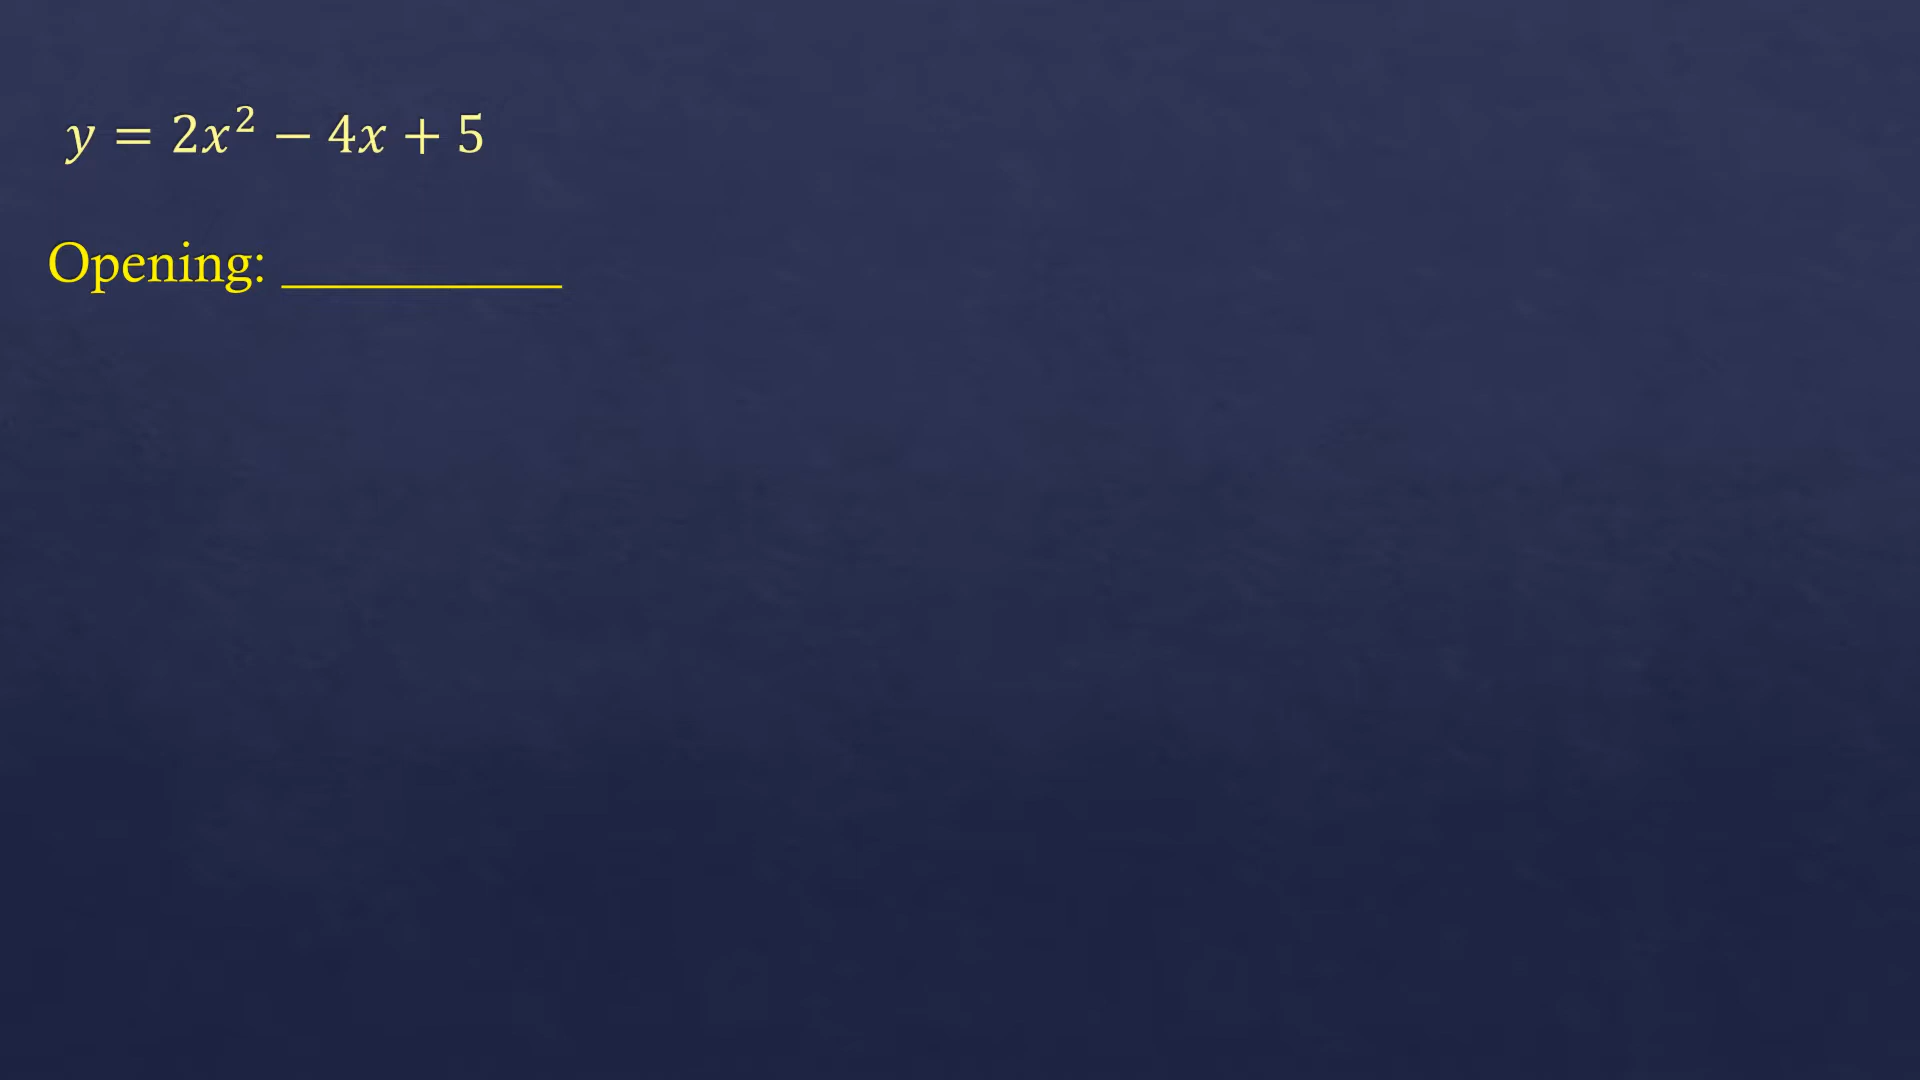 y = 2x² − 4x + 5
Opening: __________